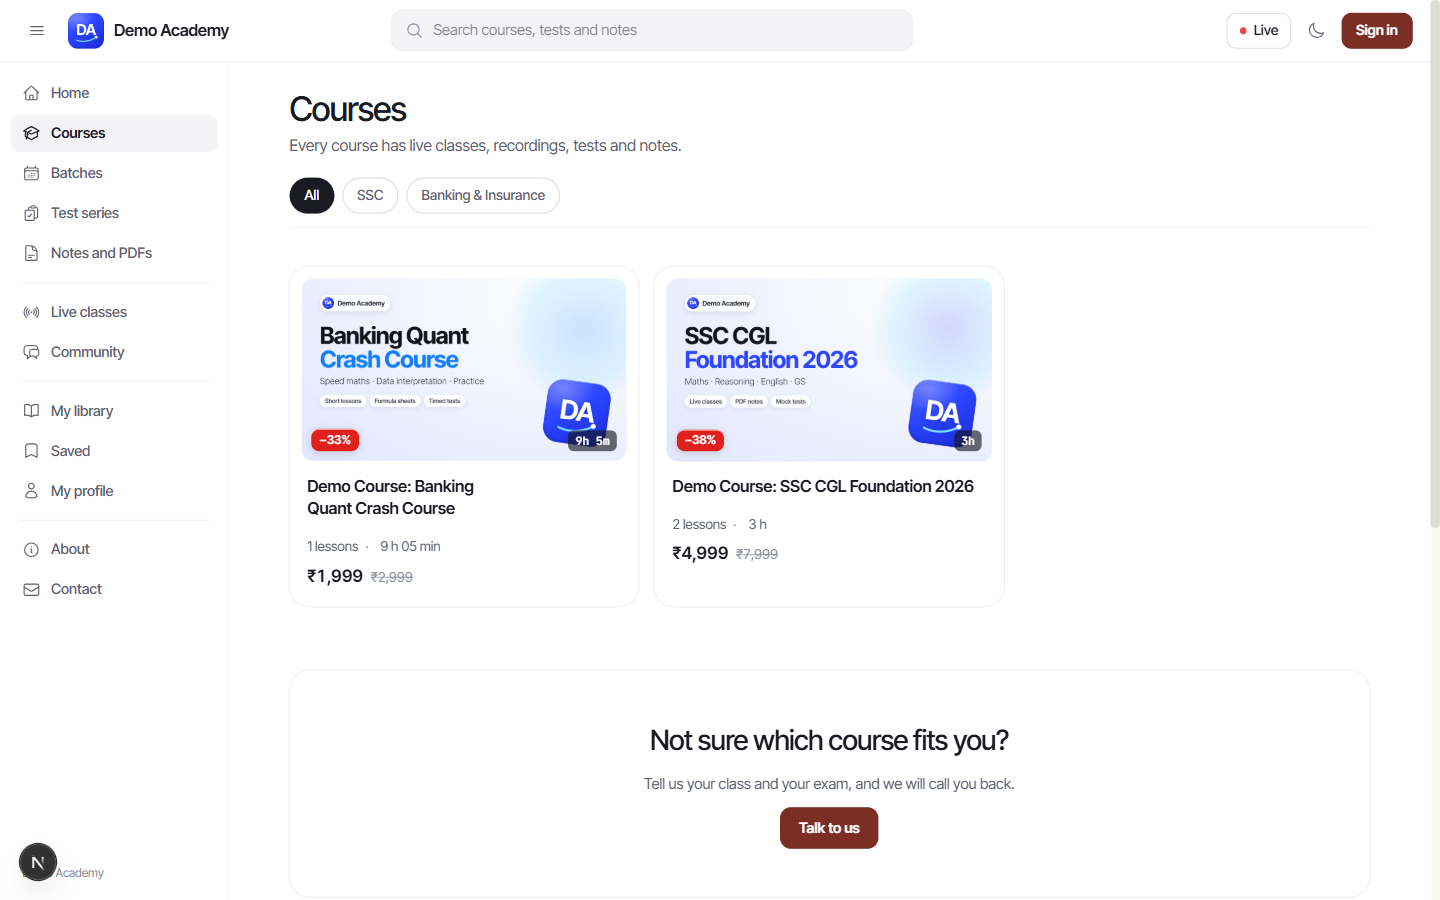 DA
Demo Academy
Search courses, tests and notes
Live
Sign in
Home
Courses
Batches
Test series
Notes and PDFs
Live classes
Community
My library
Saved
My profile
About
Contact
N
Academy
Courses
Every course has live classes, recordings, tests and notes.
All
SSC
Banking & Insurance
DA Demo Academy
Banking Quant
Crash Course
Speed maths · Data interpretation · Practice
Short lessons
Formula sheets
Timed tests
DA
−33%
9h 5m
Demo Course: Banking
Quant Crash Course
1 lessons · 9 h 05 min
₹1,999 ₹2,999
DA Demo Academy
SSC CGL
Foundation 2026
Maths · Reasoning · English · GS
Live classes
PDF notes
Mock tests
DA
−38%
3h
Demo Course: SSC CGL Foundation 2026
2 lessons · 3 h
₹4,999 ₹7,999
Not sure which course fits you?
Tell us your class and your exam, and we will call you back.
Talk to us